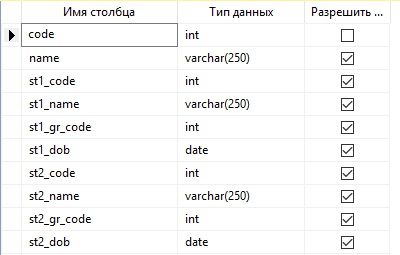 Имя столбца Тип данных Разрешить ...
code int
name varchar(250)
st1_code int
st1_name varchar(250)
st1_gr_code int
st1_dob date
st2_code int
st2_name varchar(250)
st2_gr_code int
st2_dob date